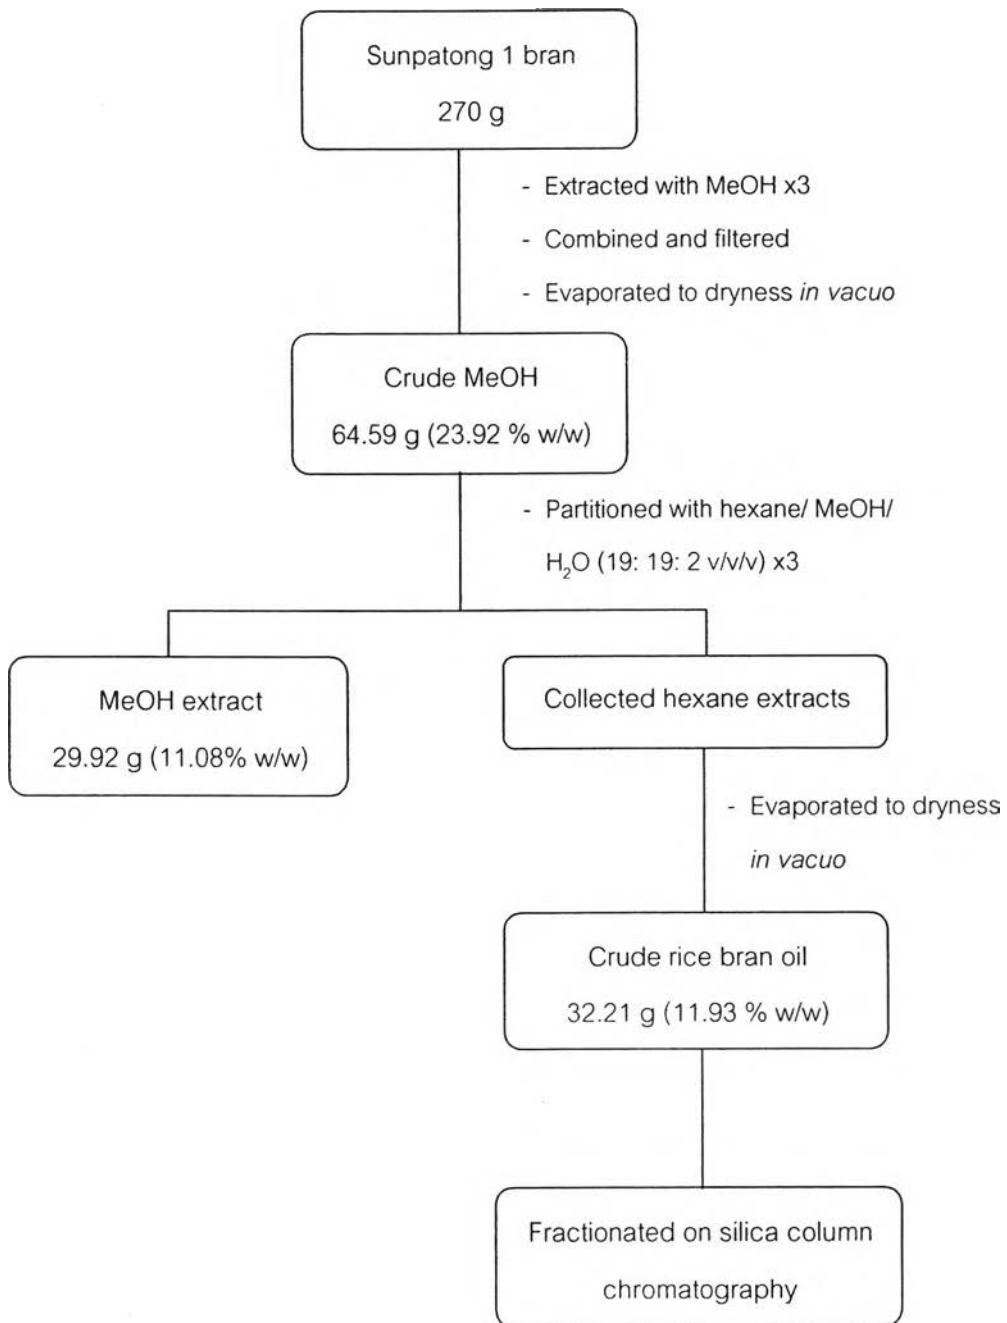 Sunpatong 1 bran
270 g
- Extracted with MeOH x3
- Combined and filtered
- Evaporated to dryness in vacuo
Crude MeOH
64.59 g (23.92 % w/w)
- Partitioned with hexane/ MeOH/
H₂O (19: 19: 2 v/v/v) x3
MeOH extract
29.92 g (11.08% w/w)
Collected hexane extracts
- Evaporated to dryness
in vacuo
Crude rice bran oil
32.21 g (11.93 % w/w)
Fractionated on silica column
chromatography